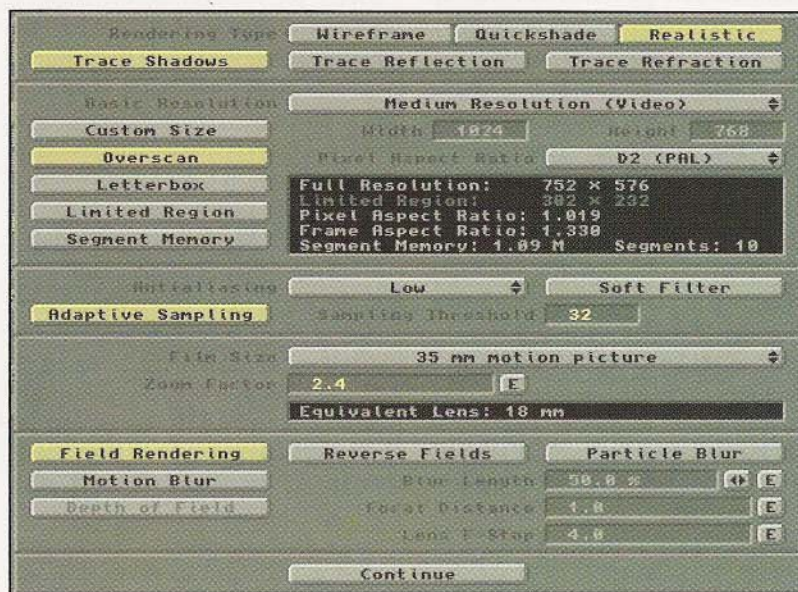 Rendering Type Wireframe Quickshade Realistic
Trace Shadows Trace Reflection Trace Refraction
Basic Resolution Medium Resolution (Video)
Custom Size Width 1024 Height 768
Overscan Pixel Aspect Ratio D2 (PAL)
Letterbox
Limited Region
Segment Memory
Full Resolution: 752 × 576
Limited Region: 302 × 232
Pixel Aspect Ratio: 1.019
Frame Aspect Ratio: 1.330
Segment Memory: 1.09 M Segments: 10
Antialiasing Low Soft Filter
Adaptive Sampling Sampling Threshold 32
Film Size 35 mm motion picture
Zoom Factor 2.4 E
Equivalent Lens: 18 mm
Field Rendering Reverse Fields Particle Blur
Motion Blur Blur Length 50.0 % E
Depth of Field Focal Distance 1.0 E
Lens F-Stop 4.0 E
Continue